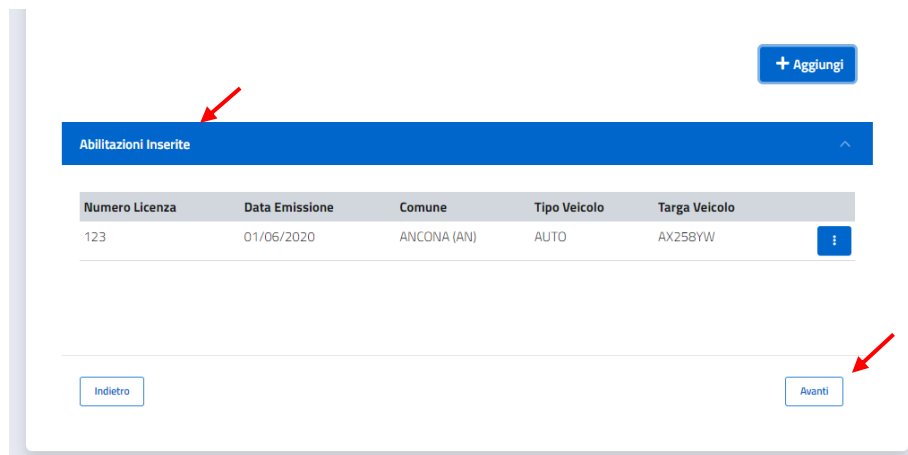 + Aggiungi
Abilitazioni Inserite
Numero Licenza Data Emissione Comune Tipo Veicolo Targa Veicolo
123 01/06/2020 ANCONA (AN) AUTO AX258YW
Indietro Avanti